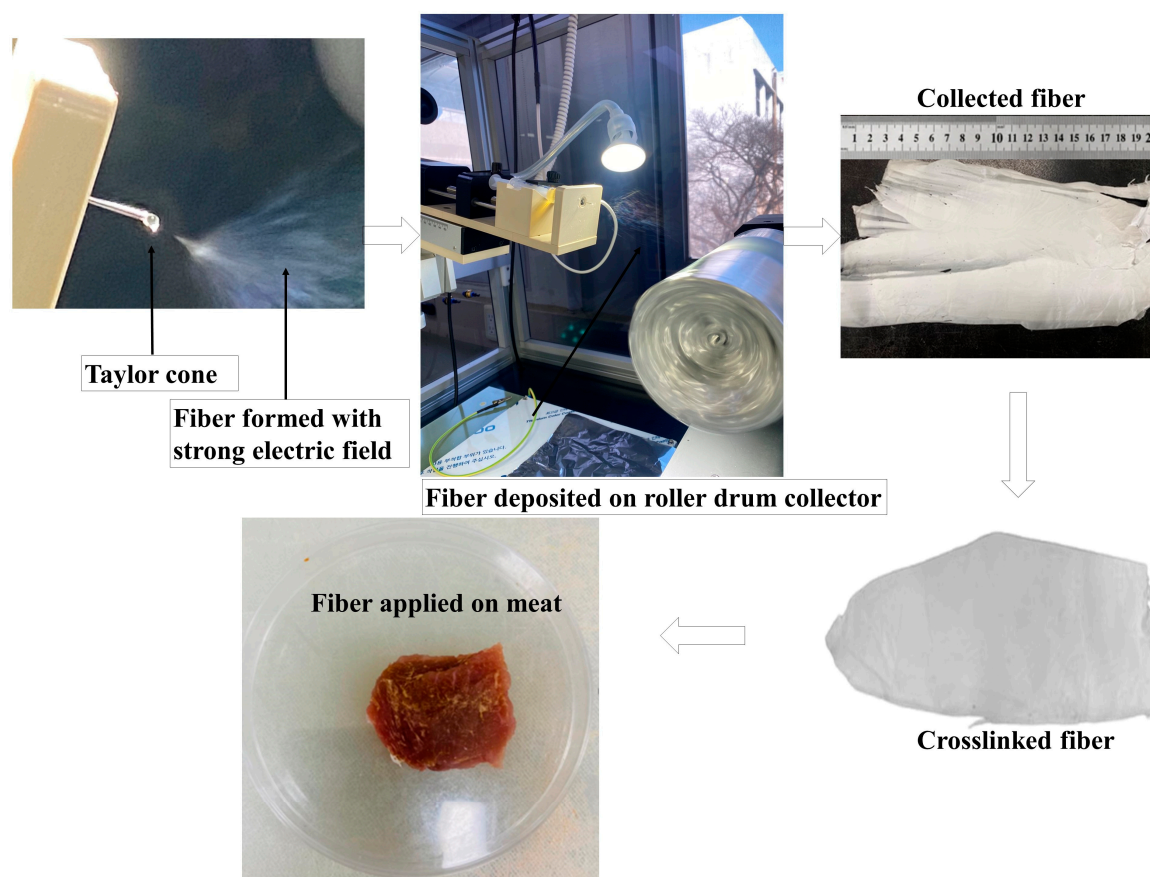 Collected fiber
1 2 3 4 5 6 7 8 9 10 11 12 13 14 15 16 17 18 19 2
Taylor cone
Fiber formed with
strong electric field
Fiber deposited on roller drum collector
Fiber applied on meat
Crosslinked fiber